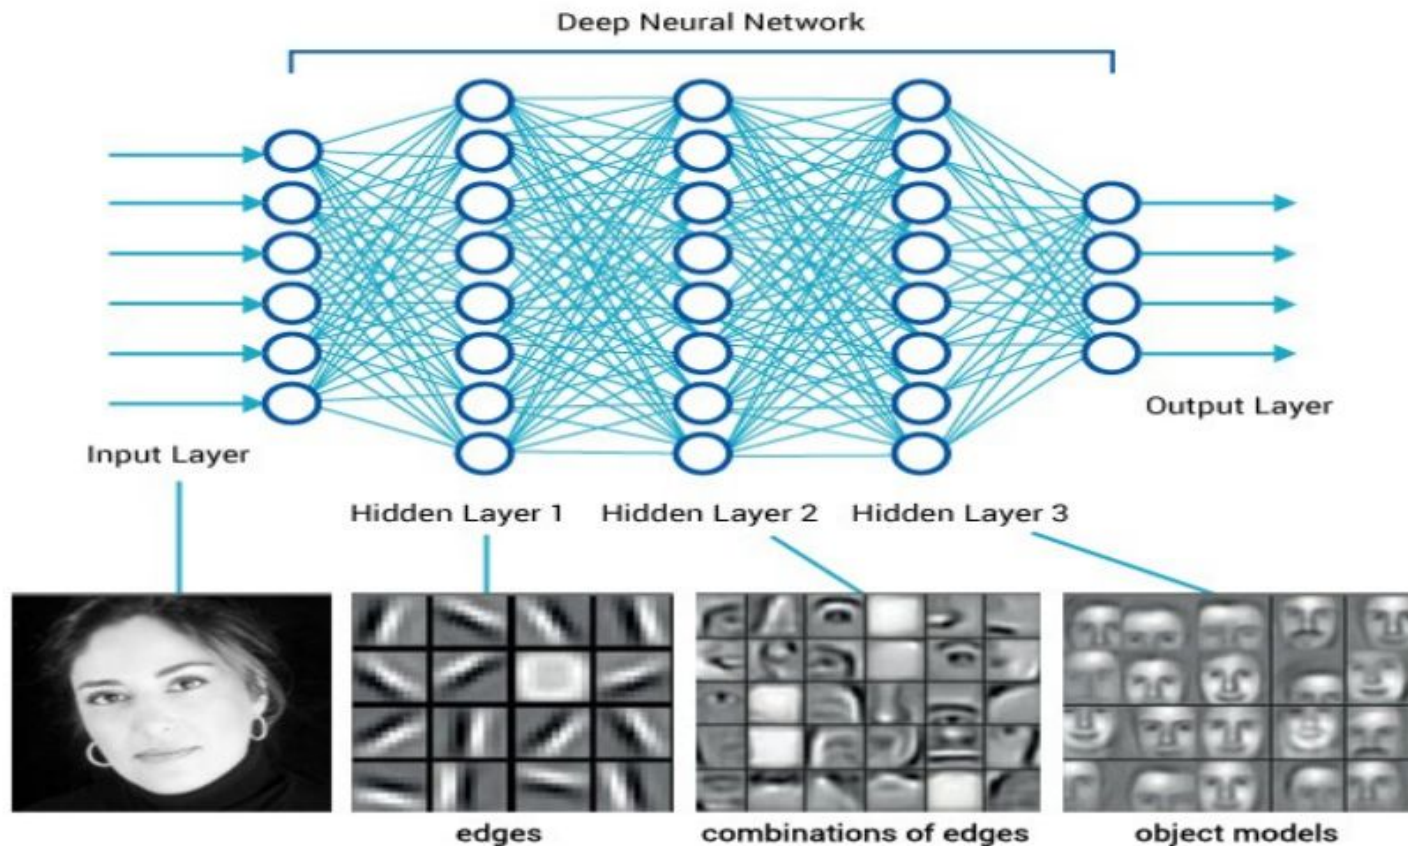 Deep Neural Network
Input Layer
Output Layer
Hidden Layer 1
Hidden Layer 2
Hidden Layer 3
edges
combinations of edges
object models